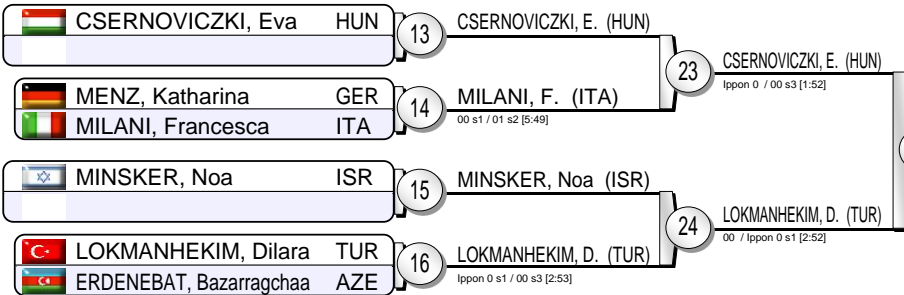 CSERNOVICZKI, Eva HUN
13
CSERNOVICZKI, E. (HUN)
23
CSERNOVICZKI, E. (HUN)
Ippon 0 / 00 s3 [1:52]
MENZ, Katharina GER
MILANI, Francesca ITA
14
MILANI, F. (ITA)
00 s1 / 01 s2 [5:49]
MINSKER, Noa ISR
15
MINSKER, Noa (ISR)
24
LOKMANHEKIM, D. (TUR)
00 / Ippon 0 s1 [2:52]
LOKMANHEKIM, Dilara TUR
ERDENEBAT, Bazarragchaa AZE
16
LOKMANHEKIM, D. (TUR)
Ippon 0 s1 / 00 s3 [2:53]